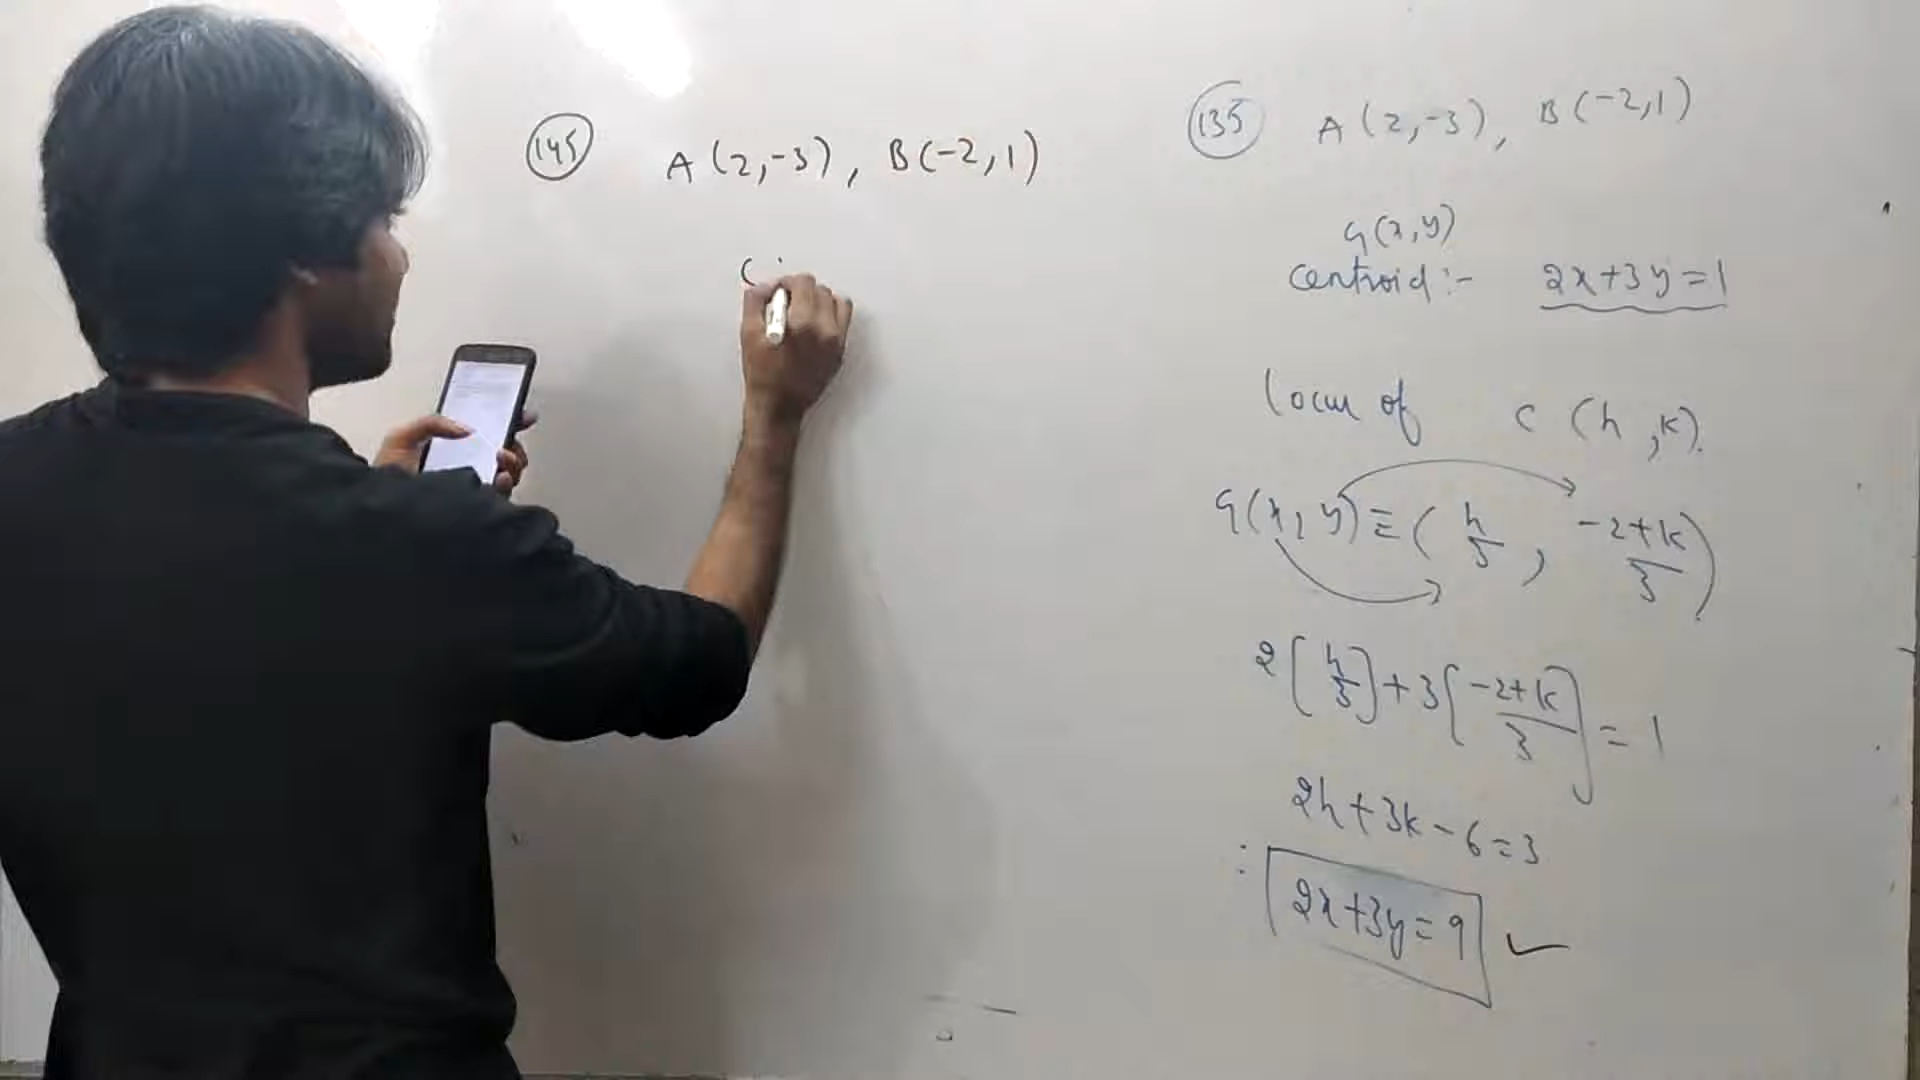 (145) A (2,-3), B(-2,1)
(135) A (2,-3), B(-2,1)
G(x,y)
centroid :- 2x+3y=1
locus of C (h,k).
G(x,y) ≡ (h/3, -2+k/3)
2[h/3]+3[-2+k/3] = 1
2h+3k-6=3
2x+3y=9 ✓